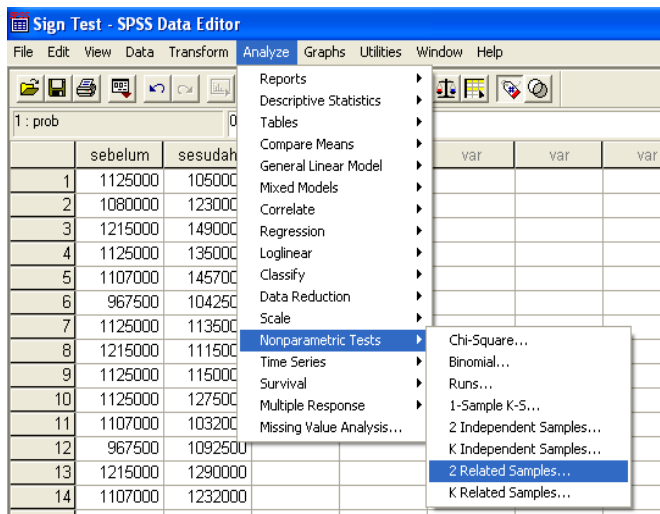 Sign Test - SPSS Data Editor
File Edit View Data Transform Analyze Graphs Utilities Window Help
1 : prob
sebelum sesudah var var var
1 1125000
2 1080000
3 1215000
4 1125000
5 1107000
6 967500
7 1125000
8 1215000
9 1125000
10 1125000
11 1107000
12 967500 1092500
13 1215000 1290000
14 1107000 1232000
Reports
Descriptive Statistics
Tables
Compare Means
General Linear Model
Mixed Models
Correlate
Regression
Loglinear
Classify
Data Reduction
Scale
Nonparametric Tests
Time Series
Survival
Multiple Response
Missing Value Analysis...
Chi-Square...
Binomial...
Runs...
1-Sample K-S...
2 Independent Samples...
K Independent Samples...
2 Related Samples...
K Related Samples...